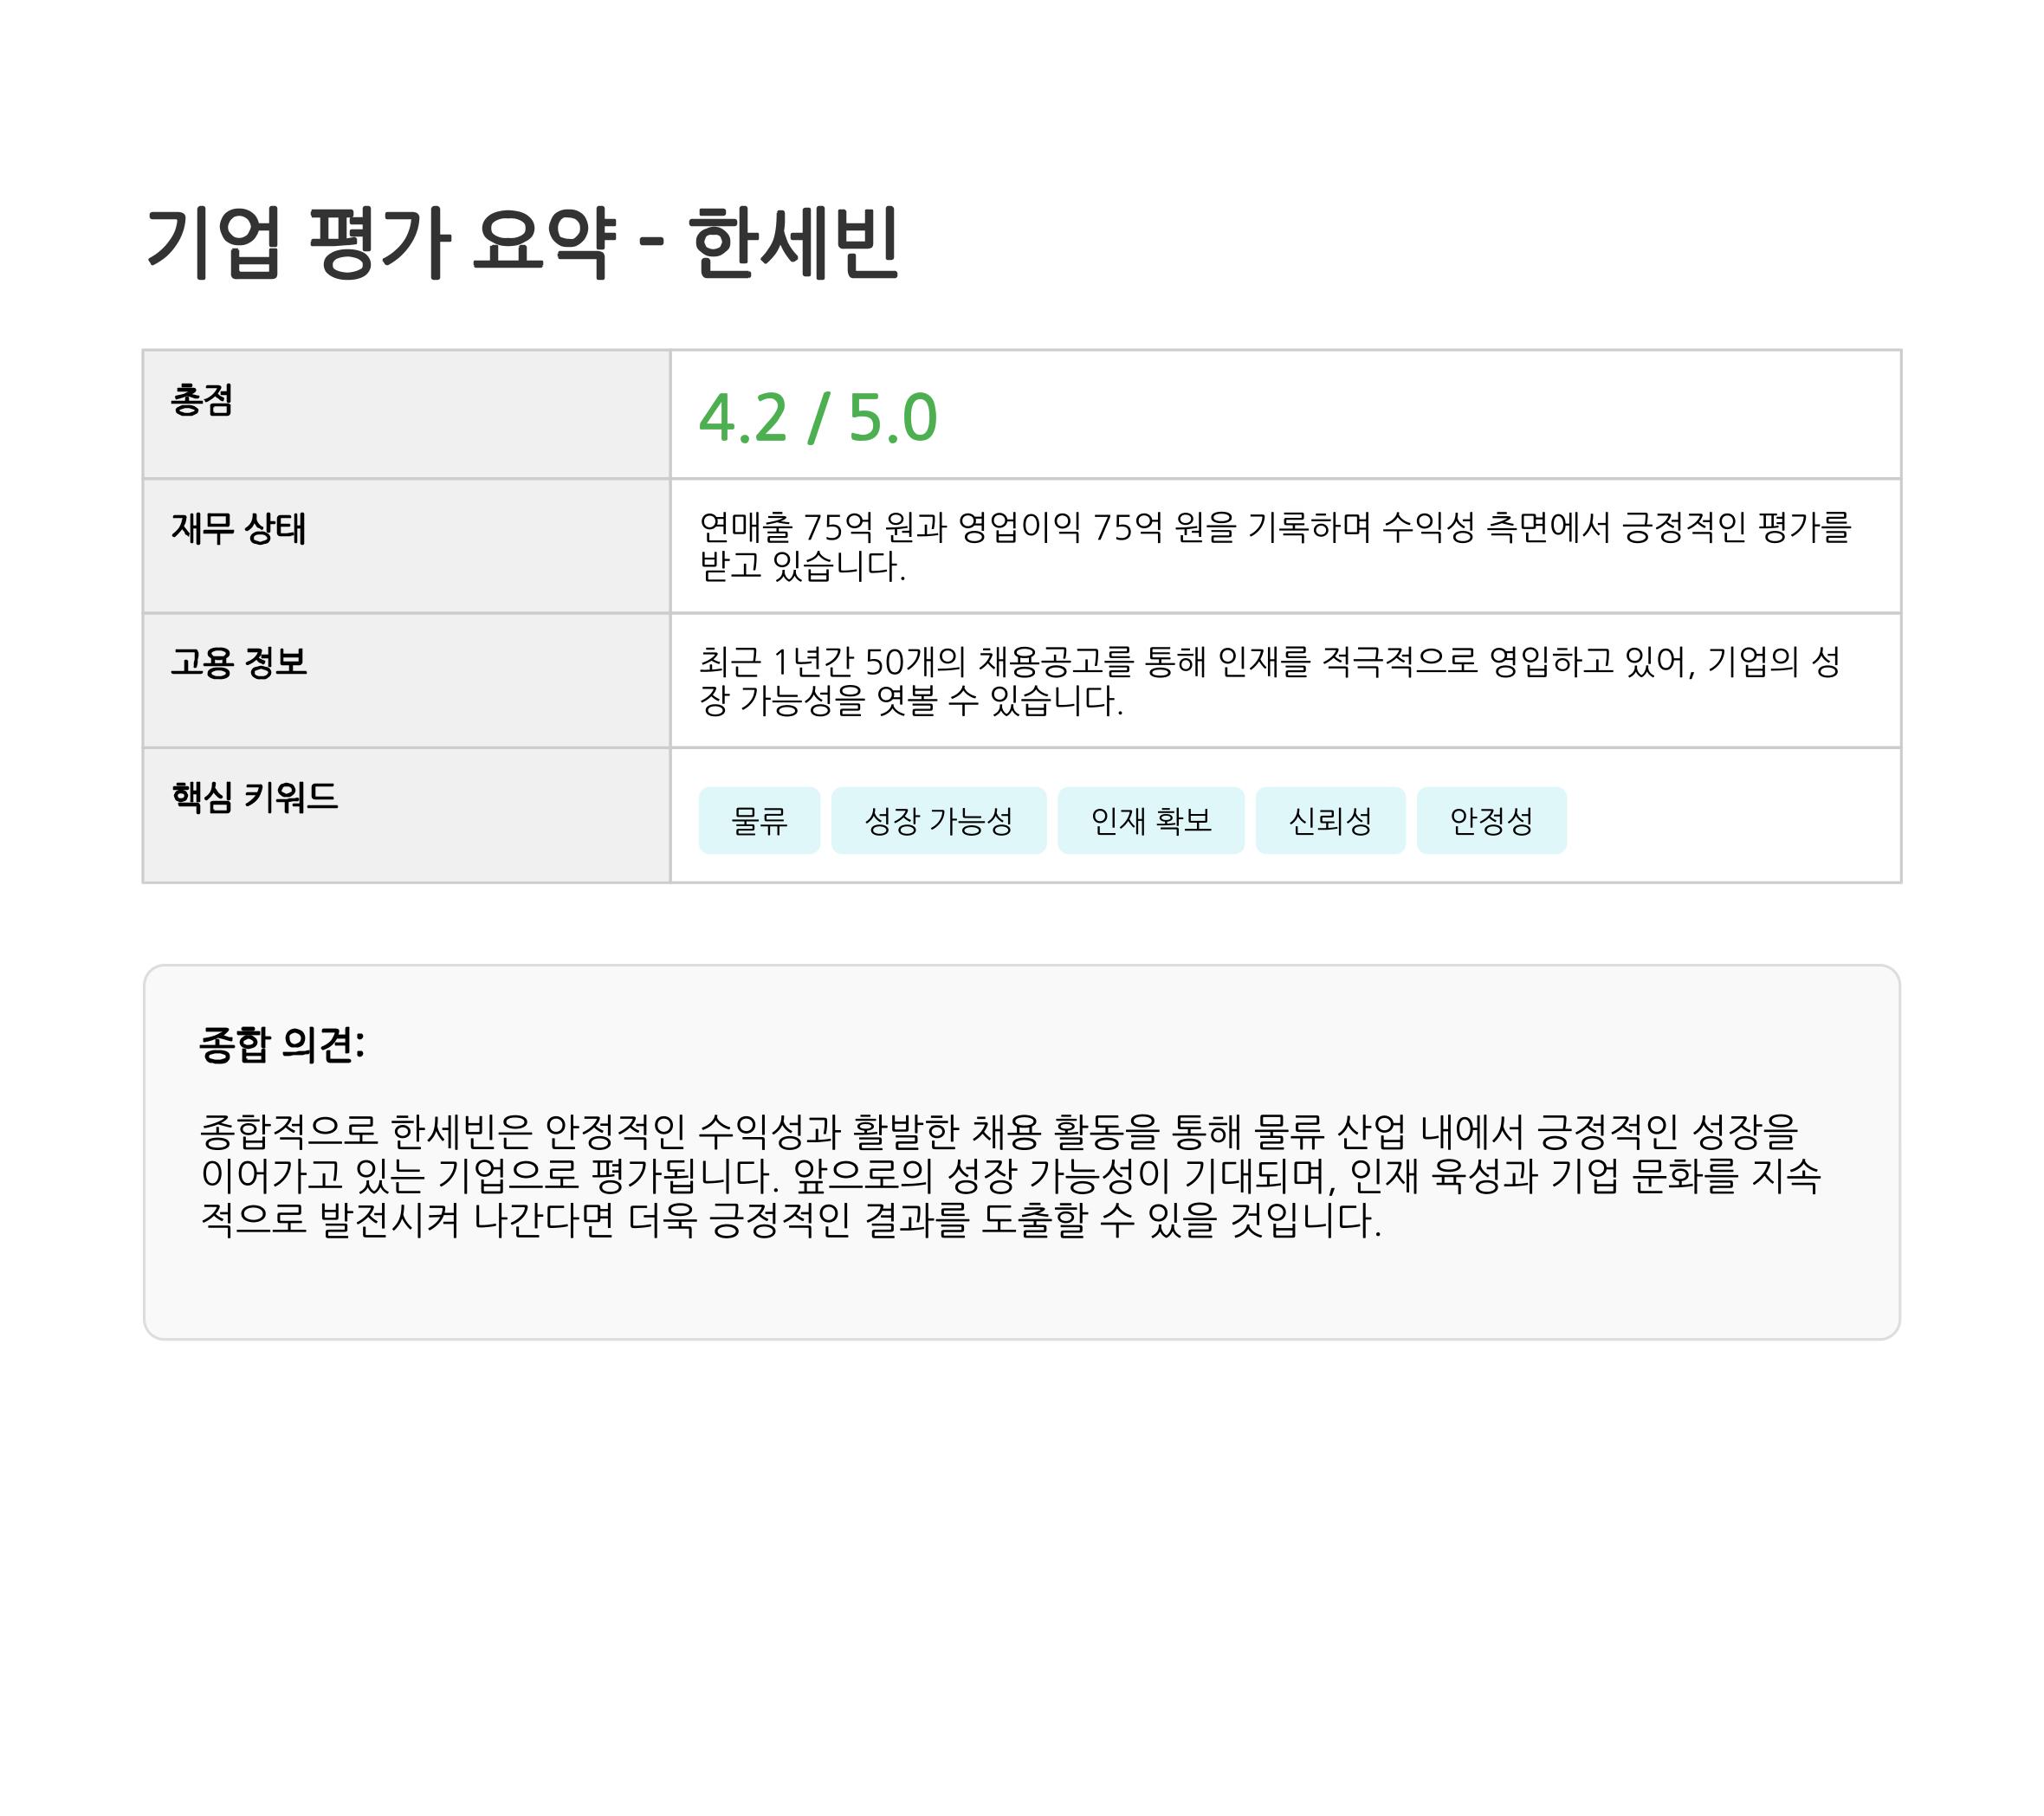 기업 평가 요약 - 한세빈
총점
4.2 / 5.0
재무 상태
연매출 75억 원과 영업이익 75억 원을 기록하며 수익성 측면에서 긍정적인 평가를
받고 있습니다.
고용 정보
최근 1년간 50개의 채용공고를 통해 인재를 적극적으로 영입하고 있어, 기업의 성
장 가능성을 엿볼 수 있습니다.
핵심 키워드
물류 성장 가능성 인재 확보 신뢰성 안정성
종합 의견:
종합적으로 한세빈은 안정적인 수익성과 활발한 채용 활동을 통해 물류 산업 내에서 긍정적인 성장을
이어가고 있는 기업으로 평가됩니다. 앞으로의 성장 가능성이 기대되며, 인재 육성과 기업 문화를 지속
적으로 발전시켜 나간다면 더욱 긍정적인 결과를 도출할 수 있을 것입니다.